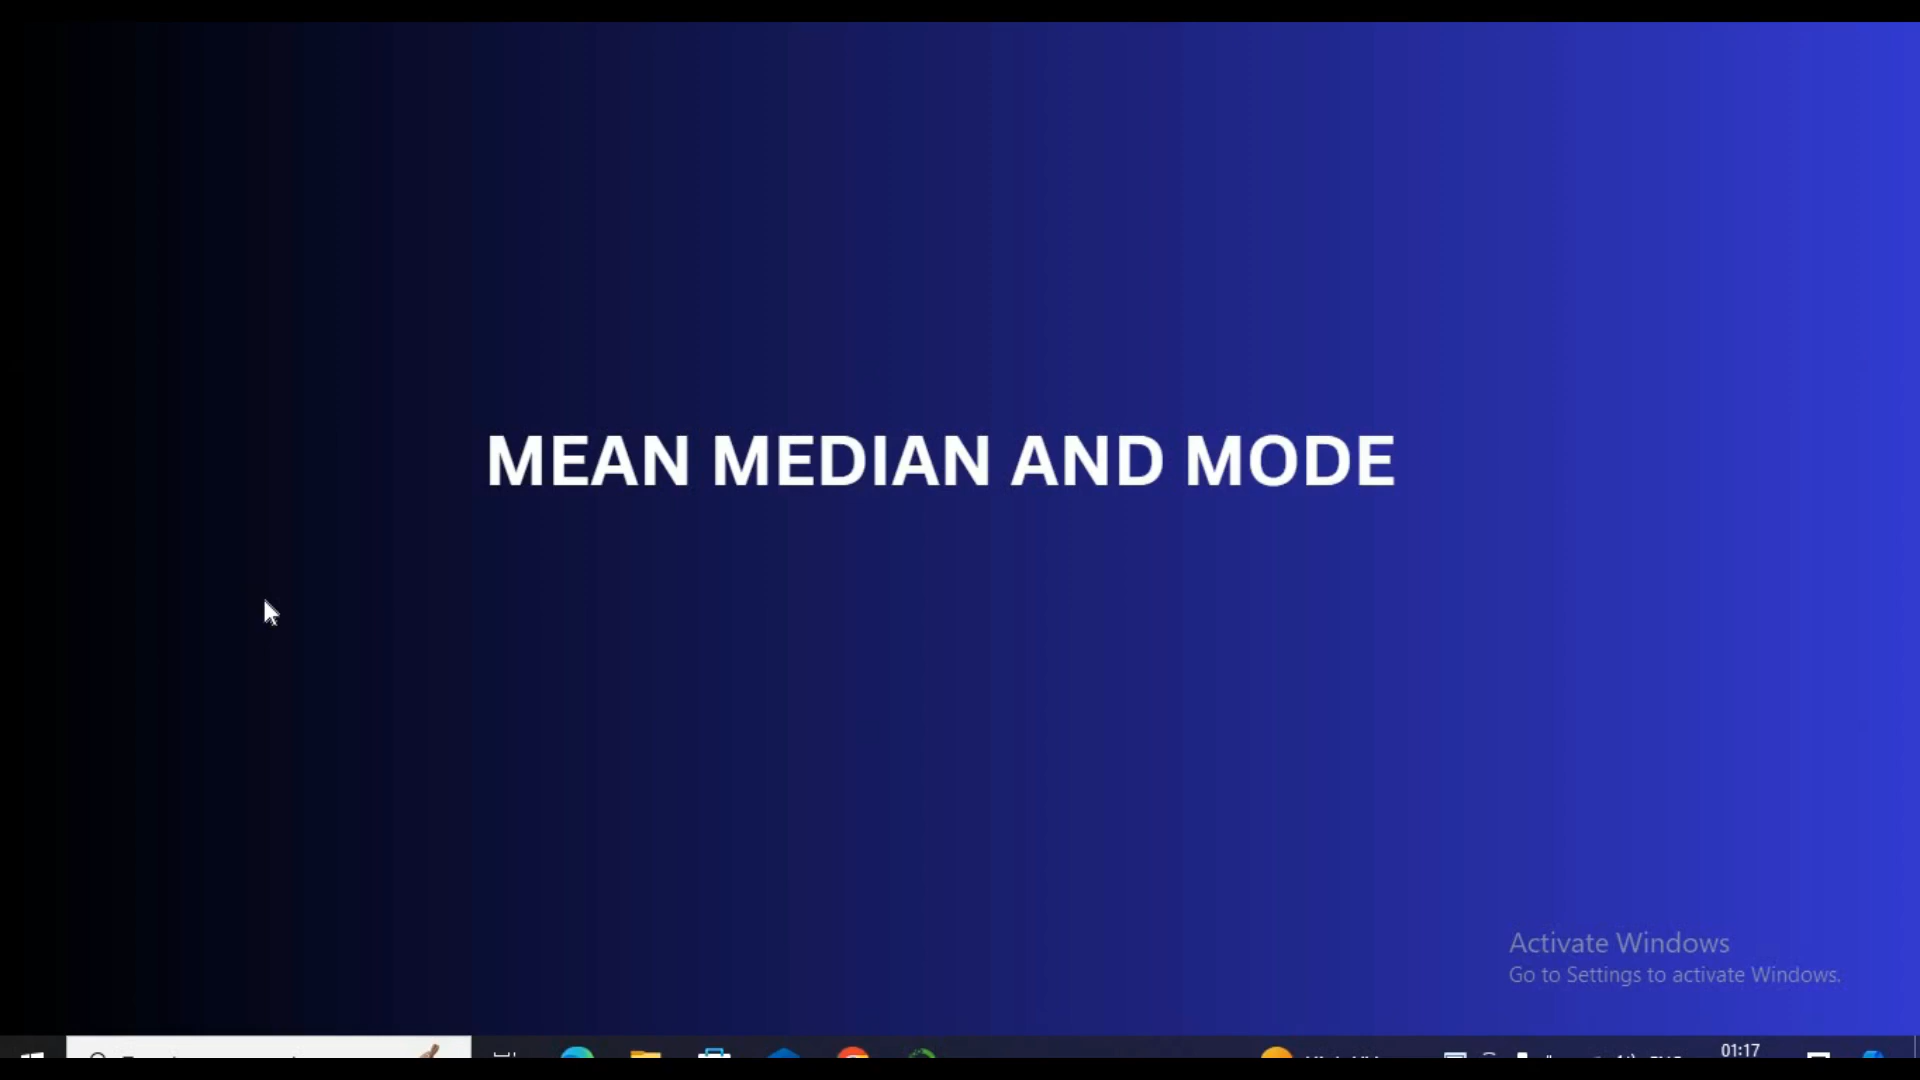 MEAN MEDIAN AND MODE
Activate Windows
Go to Settings to activate Windows.
01:17